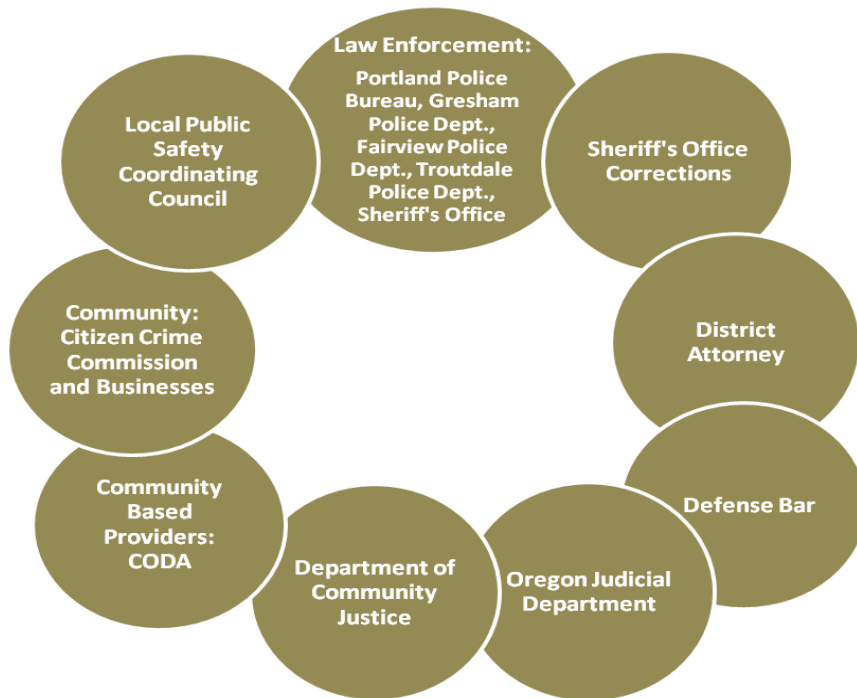 Law Enforcement:
Portland Police
Bureau, Gresham
Police Dept.,
Fairview Police
Dept., Troutdale
Police Dept.,
Sheriff's Office
Sheriff's Office
Corrections
District
Attorney
Defense Bar
Oregon Judicial
Department
Department of
Community
Justice
Community
Based
Providers:
CODA
Community:
Citizen Crime
Commission
and Businesses
Local Public
Safety
Coordinating
Council